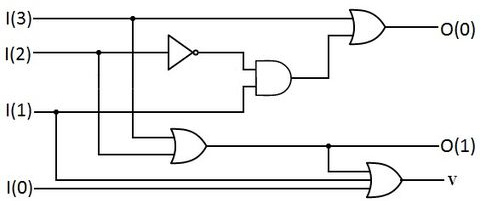 I(3)
O(0)
I(2)
I(1)
O(1)
I(0)
V